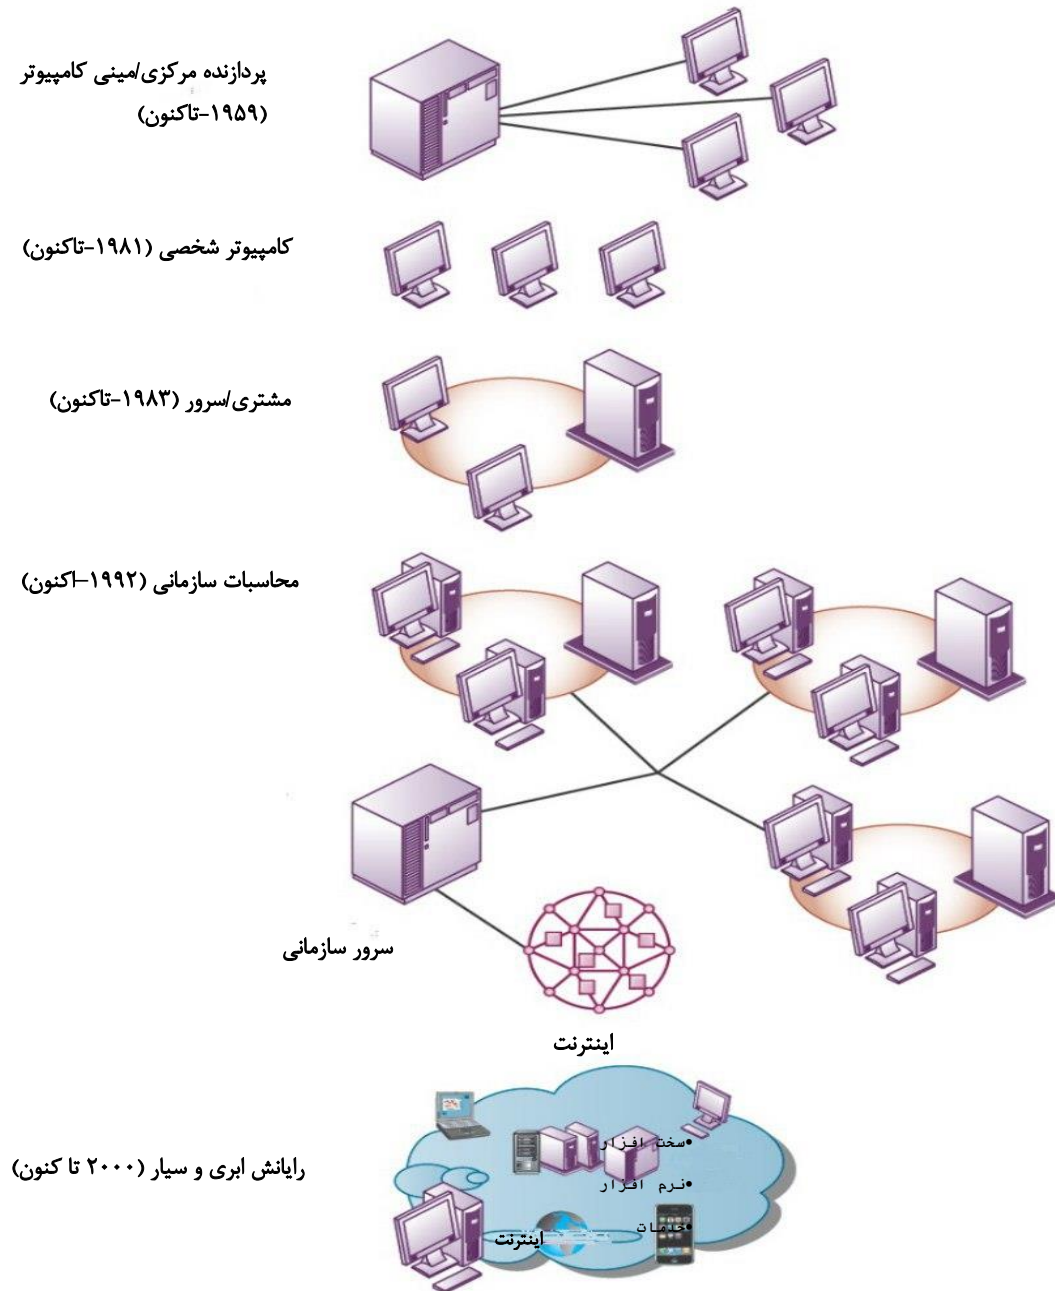 پردازنده مرکزی/مینی کامپیوتر
(۱۹۵۹-تاکنون)
کامپیوتر شخصی (۱۹۸۱-تاکنون)
مشتری/سرور (۱۹۸۳-تاکنون)
محاسبات سازمانی (۱۹۹۲–اکنون)
سرور سازمانی
اینترنت
•سخت افزار
رایانش ابری و سیار (۲۰۰۰ تا کنون)
•نرم افزار
•خدمات
اینترنت